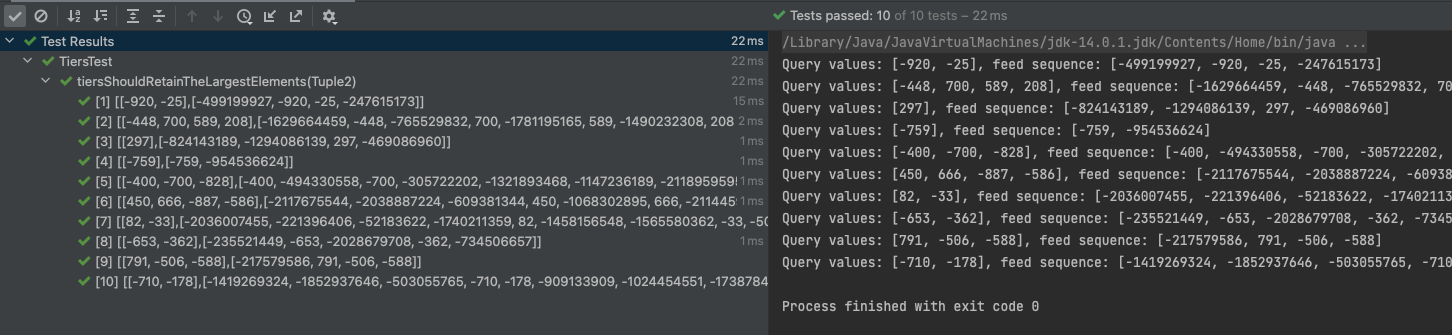 Tests passed: 10 of 10 tests – 22 ms
Test Results 22 ms
TiersTest 22 ms
tiersShouldRetainTheLargestElements(Tuple2) 22 ms
[1] [[-920, -25],[-499199927, -920, -25, -247615173]] 15 ms
[2] [[-448, 700, 589, 208],[-1629664459, -448, -765529832, 700, -1781195165, 589, -1490232308, 208 2 ms
[3] [[297],[-824143189, -1294086139, 297, -469086960]] 1 ms
[4] [[-759],[-759, -954536624]] 1 ms
[5] [[-400, -700, -828],[-400, -494330558, -700, -305722202, -1321893468, -1147236189, -2118959595 1 ms
[6] [[450, 666, -887, -586],[-2117675544, -2038887224, -609381344, 450, -1068302895, 666, -211445 1 ms
[7] [[82, -33],[-2036007455, -221396406, -52183622, -1740211359, 82, -1458156548, -1565580362, -33, -50
[8] [[-653, -362],[-235521449, -653, -2028679708, -362, -734506657]] 1 ms
[9] [[791, -506, -588],[-217579586, 791, -506, -588]]
[10] [[-710, -178],[-1419269324, -1852937646, -503055765, -710, -178, -909133909, -1024454551, -1738784
/Library/Java/JavaVirtualMachines/jdk-14.0.1.jdk/Contents/Home/bin/java ...
Query values: [-920, -25], feed sequence: [-499199927, -920, -25, -247615173]
Query values: [-448, 700, 589, 208], feed sequence: [-1629664459, -448, -765529832, 70
Query values: [297], feed sequence: [-824143189, -1294086139, 297, -469086960]
Query values: [-759], feed sequence: [-759, -954536624]
Query values: [-400, -700, -828], feed sequence: [-400, -494330558, -700, -305722202,
Query values: [450, 666, -887, -586], feed sequence: [-2117675544, -2038887224, -60938
Query values: [82, -33], feed sequence: [-2036007455, -221396406, -52183622, -17402113
Query values: [-653, -362], feed sequence: [-235521449, -653, -2028679708, -362, -7345
Query values: [791, -506, -588], feed sequence: [-217579586, 791, -506, -588]
Query values: [-710, -178], feed sequence: [-1419269324, -1852937646, -503055765, -710
Process finished with exit code 0